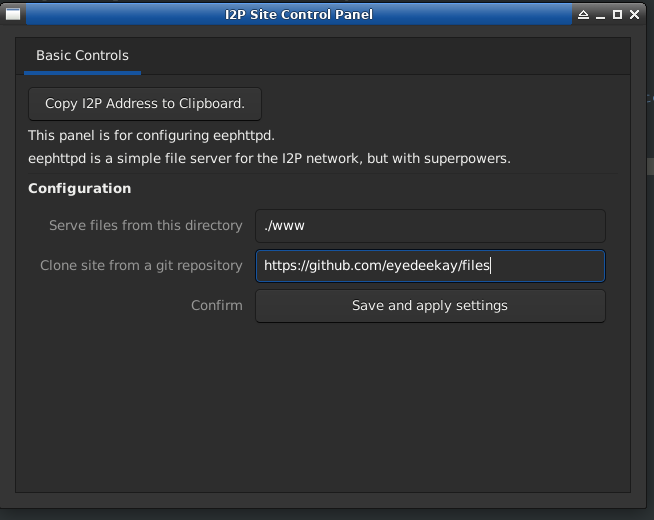 I2P Site Control Panel
Basic Controls
Copy I2P Address to Clipboard.
This panel is for configuring eephttpd.
eephttpd is a simple file server for the I2P network, but with superpowers.
Configuration
Serve files from this directory ./www
Clone site from a git repository https://github.com/eyedeekay/files
Confirm Save and apply settings